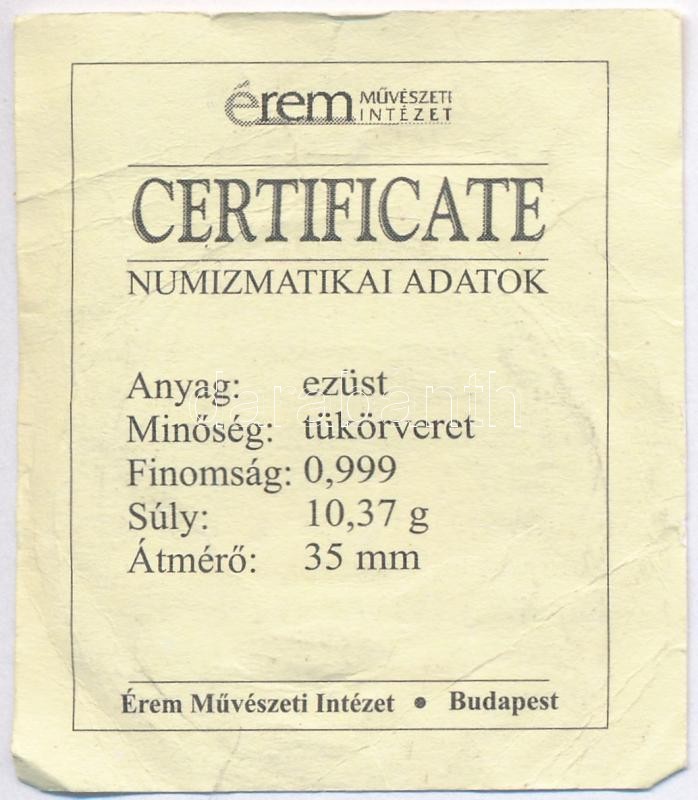 érem MŰVÉSZETI
INTÉZET
CERTIFICATE
NUMIZMATIKAI ADATOK
Anyag: ezüst
Minőség: tükörveret
Finomság: 0,999
Súly: 10,37 g
Átmérő: 35 mm
darabanth
Érem Művészeti Intézet • Budapest